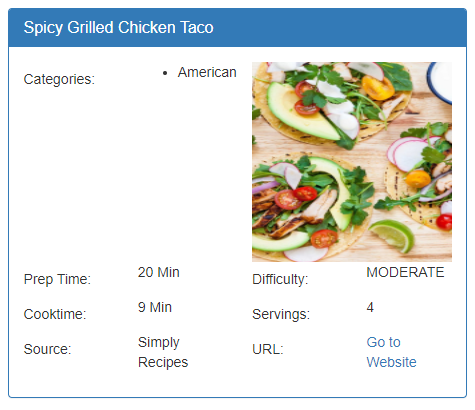 Spicy Grilled Chicken Taco
Categories:
American
Prep Time:
20 Min
Difficulty:
MODERATE
Cooktime:
9 Min
Servings:
4
Source:
Simply
Recipes
URL:
Go to
Website